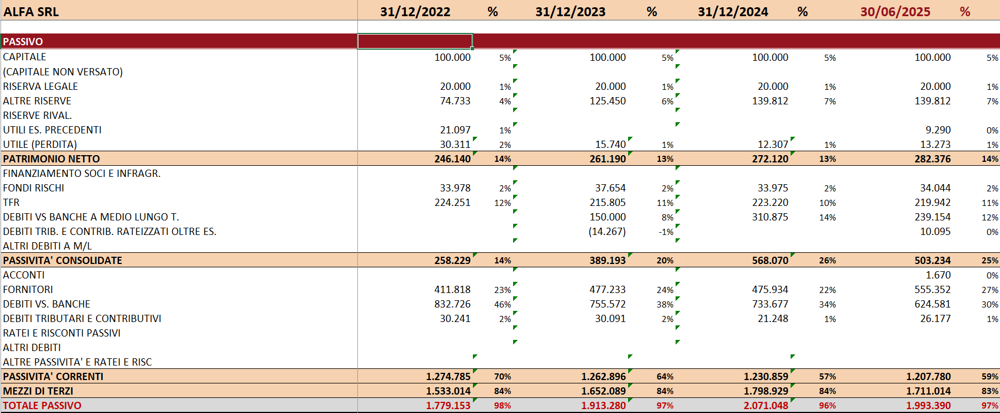 ALFA SRL 31/12/2022 % 31/12/2023 % 31/12/2024 % 30/06/2025 %
PASSIVO
CAPITALE 100.000 5% 100.000 5% 100.000 5% 100.000 5%
(CAPITALE NON VERSATO)
RISERVA LEGALE 20.000 1% 20.000 1% 20.000 1% 20.000 1%
ALTRE RISERVE 74.733 4% 125.450 6% 139.812 7% 139.812 7%
RISERVE RIVAL.
UTILI ES. PRECEDENTI 21.097 1% 9.290 0%
UTILE (PERDITA) 30.311 2% 15.740 1% 12.307 1% 13.273 1%
PATRIMONIO NETTO 246.140 14% 261.190 13% 272.120 13% 282.376 14%
FINANZIAMENTO SOCI E INFRAGR.
FONDI RISCHI 33.978 2% 37.654 2% 33.975 2% 34.044 2%
TFR 224.251 12% 215.805 11% 223.220 10% 219.942 11%
DEBITI VS BANCHE A MEDIO LUNGO T. 150.000 8% 310.875 14% 239.154 12%
DEBITI TRIB. E CONTRIB. RATEIZZATI OLTRE ES. (14.267) -1% 10.095 0%
ALTRI DEBITI A M/L
PASSIVITA' CONSOLIDATE 258.229 14% 389.193 20% 568.070 26% 503.234 25%
ACCONTI 1.670 0%
FORNITORI 411.818 23% 477.233 24% 475.934 22% 555.352 27%
DEBITI VS. BANCHE 832.726 46% 755.572 38% 733.677 34% 624.581 30%
DEBITI TRIBUTARI E CONTRIBUTIVI 30.241 2% 30.091 2% 21.248 1% 26.177 1%
RATEI E RISCONTI PASSIVI
ALTRI DEBITI
ALTRE PASSIVITA' E RATEI E RISC
PASSIVITA' CORRENTI 1.274.785 70% 1.262.896 64% 1.230.859 57% 1.207.780 59%
MEZZI DI TERZI 1.533.014 84% 1.652.089 84% 1.798.929 84% 1.711.014 83%
TOTALE PASSIVO 1.779.153 98% 1.913.280 97% 2.071.048 96% 1.993.390 97%